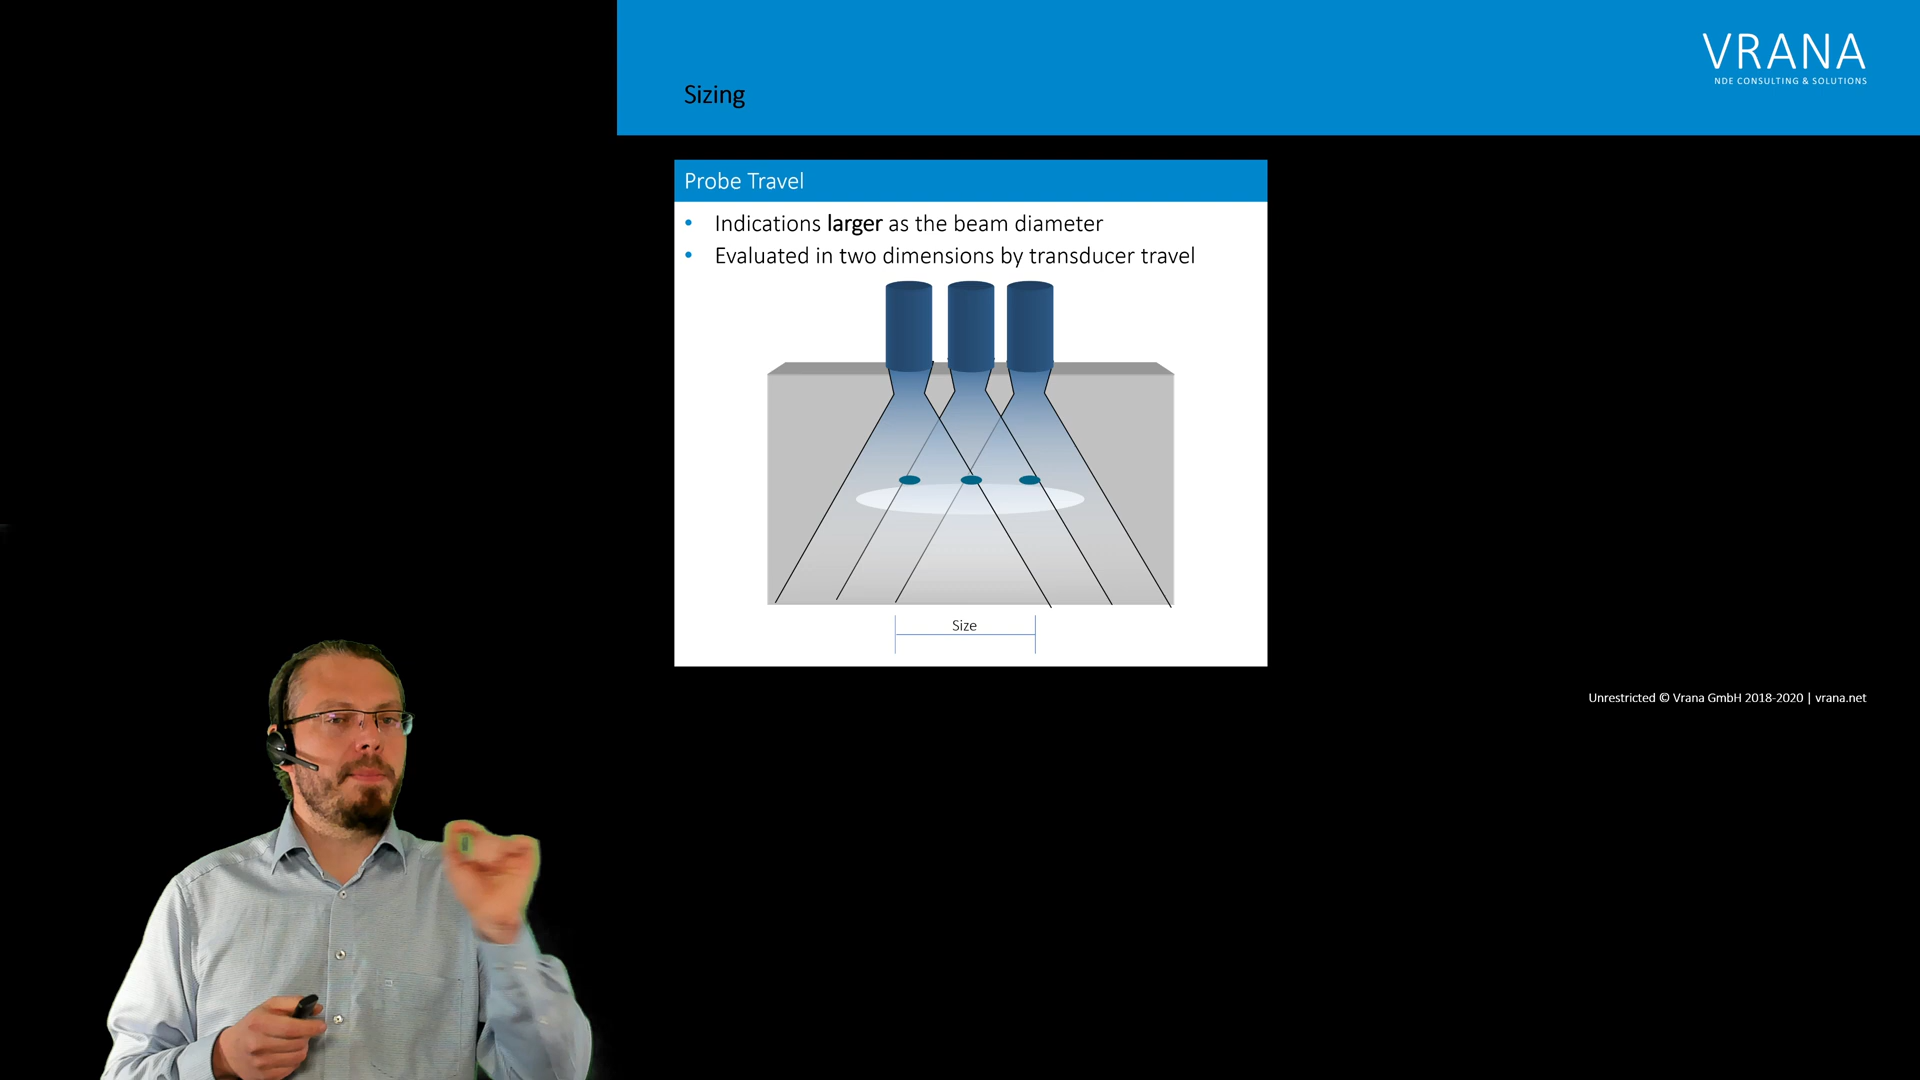 VRANA
NDE CONSULTING & SOLUTIONS
Sizing
Probe Travel
• Indications larger as the beam diameter
• Evaluated in two dimensions by transducer travel
Size
Unrestricted © Vrana GmbH 2018-2020 | vrana.net